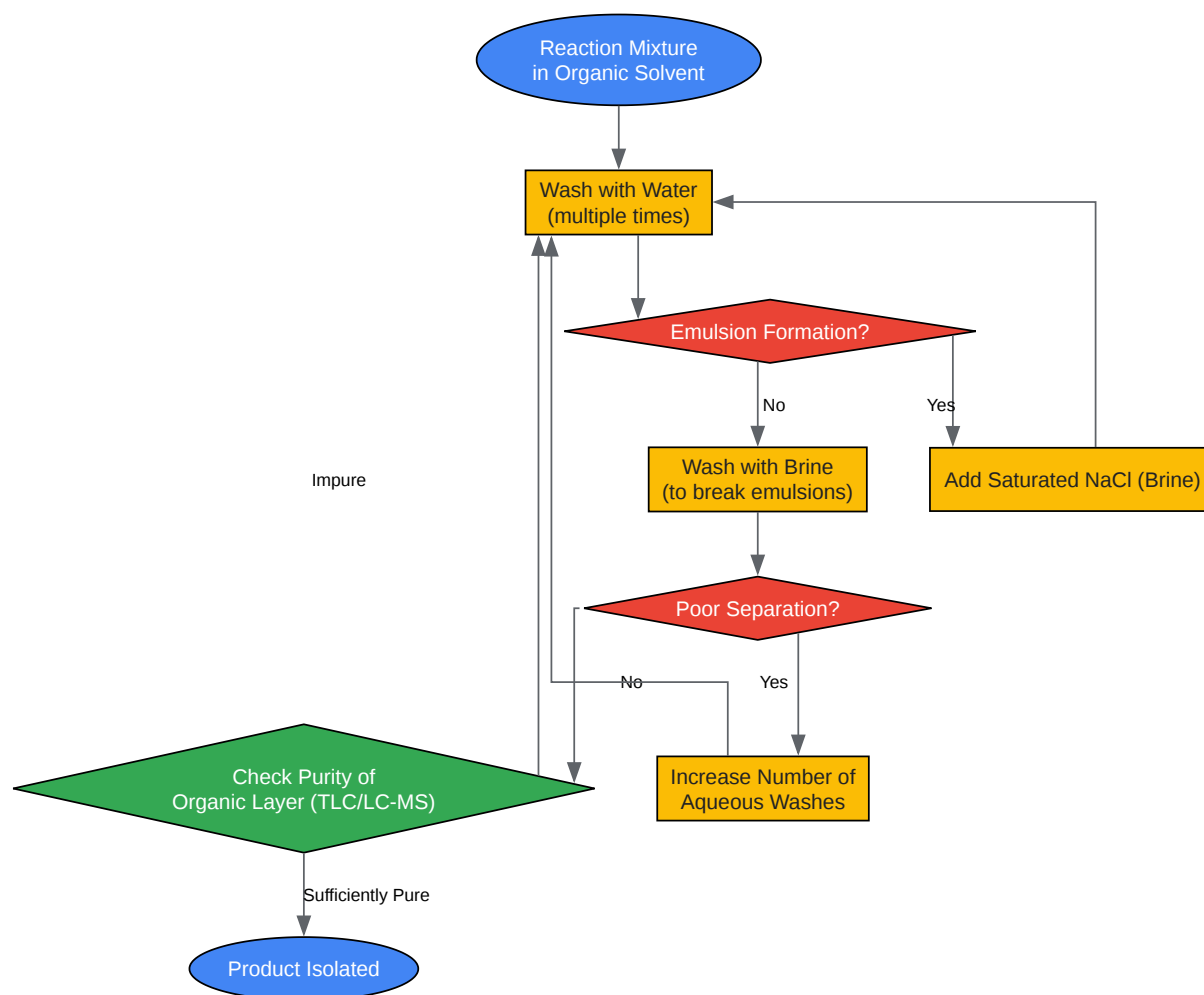 Reaction Mixture
in Organic Solvent
Wash with Water
(multiple times)
Emulsion Formation?
No
Yes
Wash with Brine
(to break emulsions)
Add Saturated NaCl (Brine)
Impure
Poor Separation?
No
Yes
Check Purity of
Organic Layer (TLC/LC-MS)
Increase Number of
Aqueous Washes
Sufficiently Pure
Product Isolated